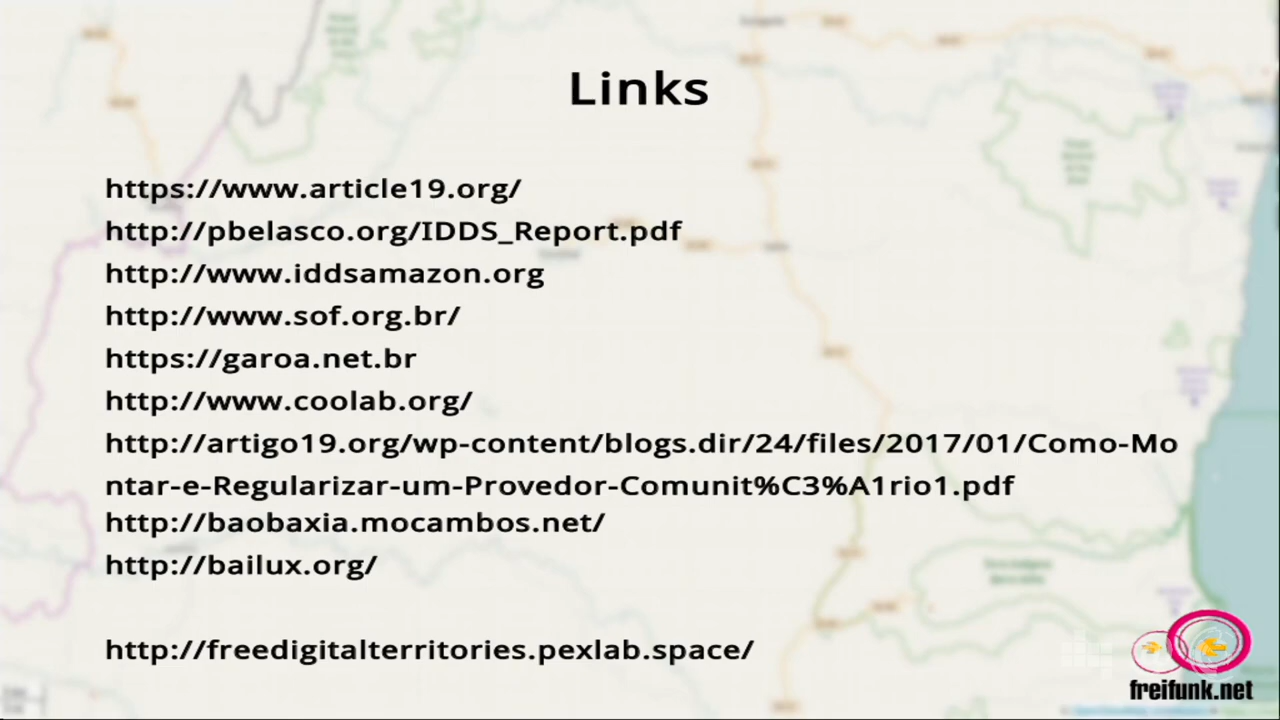 Links
https://www.article19.org/
http://pbelasco.org/IDDS_Report.pdf
http://www.iddsamazon.org
http://www.sof.org.br/
https://garoa.net.br
http://www.coolab.org/
http://artigo19.org/wp-content/blogs.dir/24/files/2017/01/Como-Mo
ntar-e-Regularizar-um-Provedor-Comunit%C3%A1rio1.pdf
http://baobaxia.mocambos.net/
http://bailux.org/
http://freedigitalterritories.pexlab.space/
freifunk.net